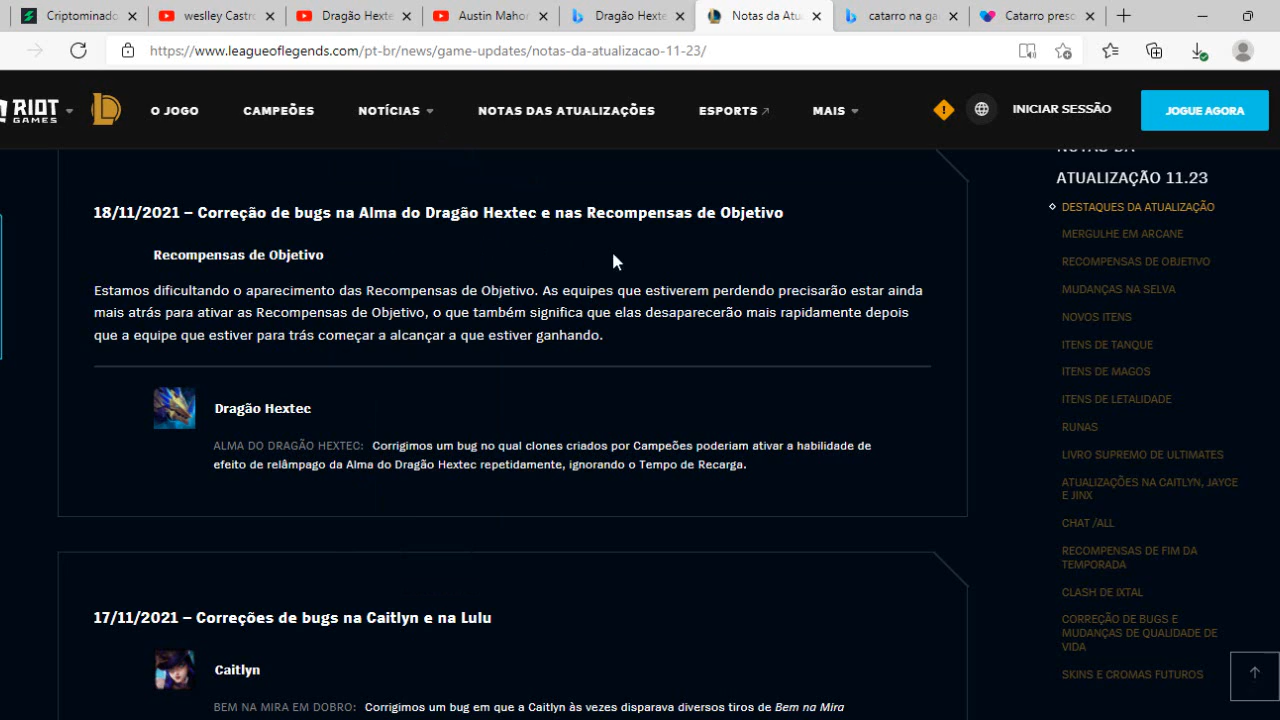 Criptominado
weslley Castro
Dragão Hexte
Austin Mahon
Dragão Hexte
Notas da Atu
catarro na ga
Catarro presc
https://www.leagueoflegends.com/pt-br/news/game-updates/notas-da-atualizacao-11-23/
RIOT GAMES
O JOGO
CAMPEÕES
NOTÍCIAS
NOTAS DAS ATUALIZAÇÕES
ESPORTS
MAIS
INICIAR SESSÃO
JOGUE AGORA
18/11/2021 – Correção de bugs na Alma do Dragão Hextec e nas Recompensas de Objetivo
Recompensas de Objetivo
Estamos dificultando o aparecimento das Recompensas de Objetivo. As equipes que estiverem perdendo precisarão estar ainda
mais atrás para ativar as Recompensas de Objetivo, o que também significa que elas desaparecerão mais rapidamente depois
que a equipe que estiver para trás começar a alcançar a que estiver ganhando.
Dragão Hextec
ALMA DO DRAGÃO HEXTEC: Corrigimos um bug no qual clones criados por Campeões poderiam ativar a habilidade de
efeito de relâmpago da Alma do Dragão Hextec repetidamente, ignorando o Tempo de Recarga.
17/11/2021 – Correções de bugs na Caitlyn e na Lulu
Caitlyn
BEM NA MIRA EM DOBRO: Corrigimos um bug em que a Caitlyn às vezes disparava diversos tiros de Bem na Mira
NOTAS DA
ATUALIZAÇÃO 11.23
DESTAQUES DA ATUALIZAÇÃO
MERGULHE EM ARCANE
RECOMPENSAS DE OBJETIVO
MUDANÇAS NA SELVA
NOVOS ITENS
ITENS DE TANQUE
ITENS DE MAGOS
ITENS DE LETALIDADE
RUNAS
LIVRO SUPREMO DE ULTIMATES
ATUALIZAÇÕES NA CAITLYN, JAYCE
E JINX
CHAT /ALL
RECOMPENSAS DE FIM DA
TEMPORADA
CLASH DE IXTAL
CORREÇÃO DE BUGS E
MUDANÇAS DE QUALIDADE DE
VIDA
SKINS E CROMAS FUTUROS